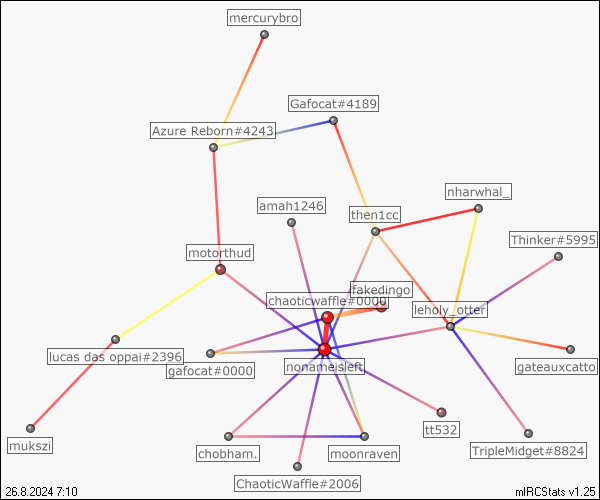 mercurybro
Gafocat#4189
Azure Reborn#4243
nharwhal_
amah1246
then1cc
Thinker#5995
motorthud
fakedingo
chaoticwaffle#0000
leholy_otter
lucas das oppai#2396
gafocat#0000
nonameisleft
gateauxcatto
tt532
mukszi
chobham.
moonraven
TripleMidget#8824
ChaoticWaffle#2006
26.8.2024 7:10
mIRCStats v1.25